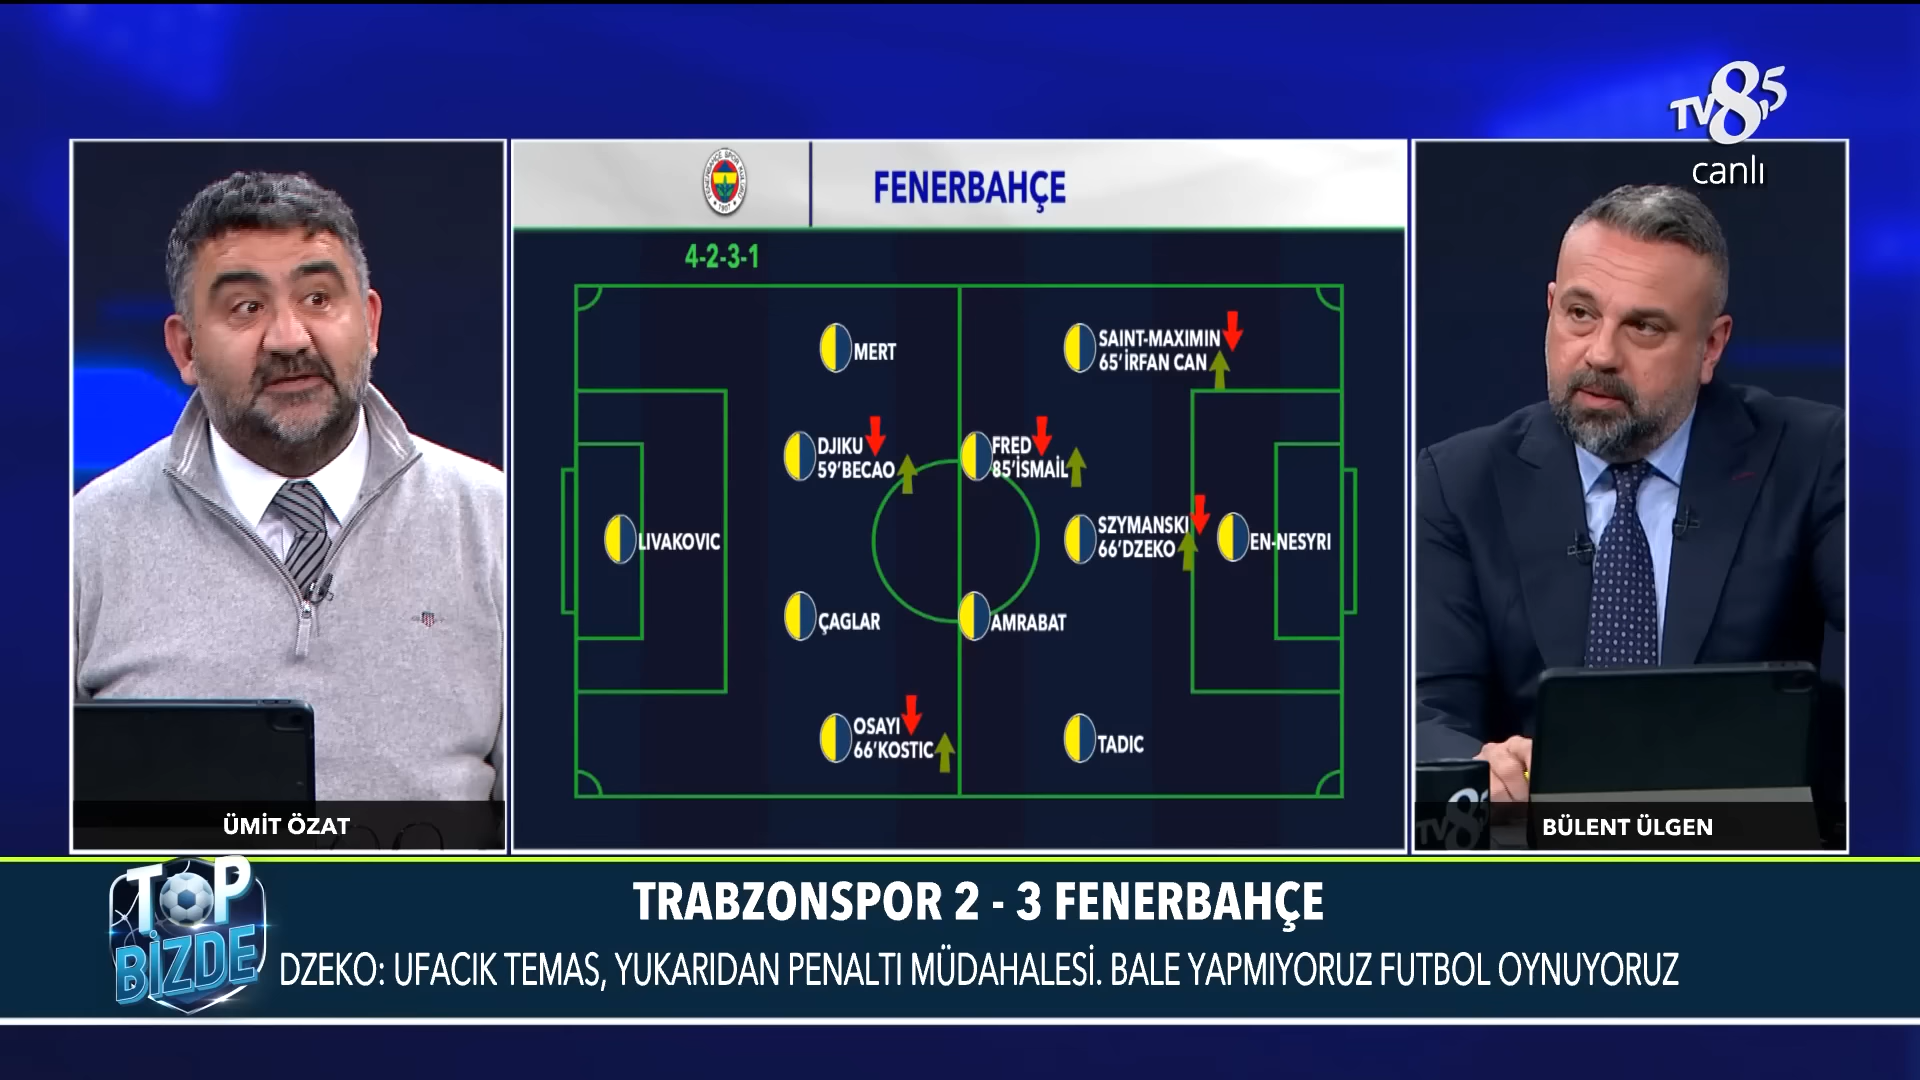 TV8,5
canlı
FENERBAHÇE
4-2-3-1
MERT
SAINT-MAXIMIN
65'İRFAN CAN
DJIKU
59'BECAO
FRED
85'İSMAİL
LIVAKOVIC
SZYMANSKI
66'DZEKO
EN-NESYRI
ÇAGLAR
AMRABAT
OSAYI
66'KOSTIC
TADIC
ÜMİT ÖZAT
BÜLENT ÜLGEN
TV8,5
TOP
BİZDE
TRABZONSPOR 2 - 3 FENERBAHÇE
DZEKO: UFACIK TEMAS, YUKARIDAN PENALTI MÜDAHALESİ. BALE YAPMIYORUZ FUTBOL OYNUYORUZ